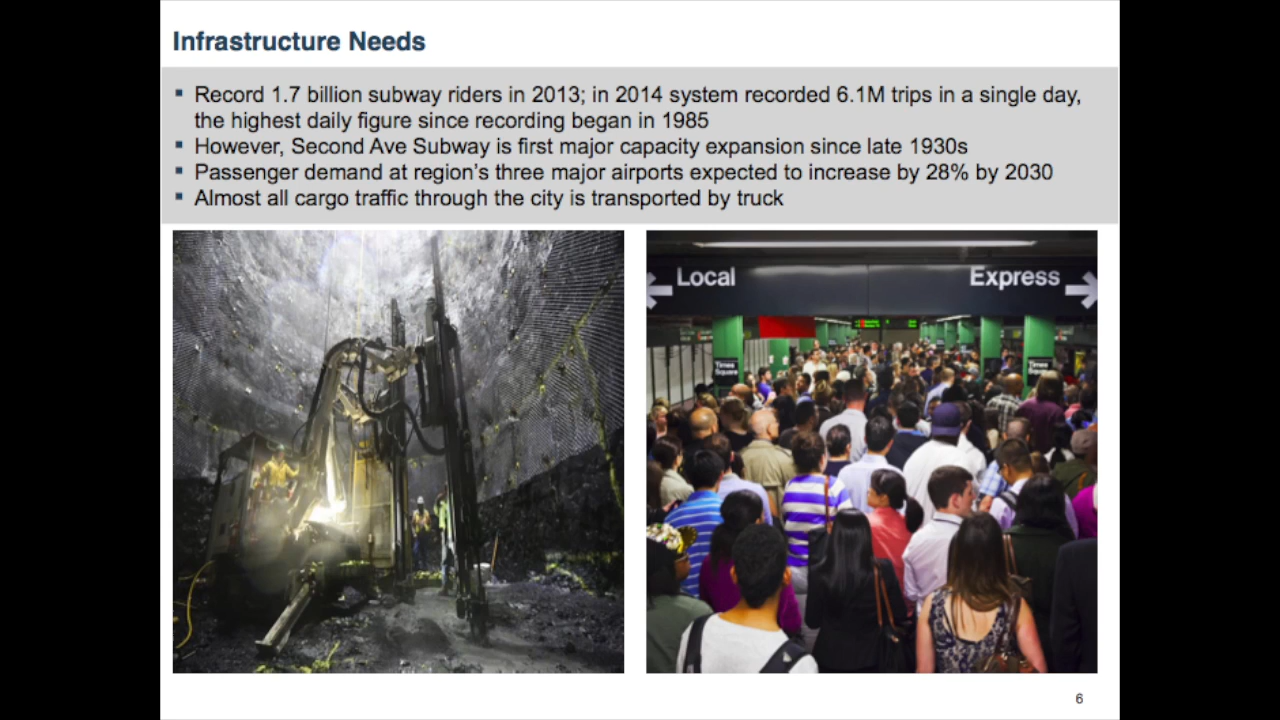 Infrastructure Needs
▪ Record 1.7 billion subway riders in 2013; in 2014 system recorded 6.1M trips in a single day,
the highest daily figure since recording began in 1985
▪ However, Second Ave Subway is first major capacity expansion since late 1930s
▪ Passenger demand at region's three major airports expected to increase by 28% by 2030
▪ Almost all cargo traffic through the city is transported by truck
Local Express
Times
Square
Times
6